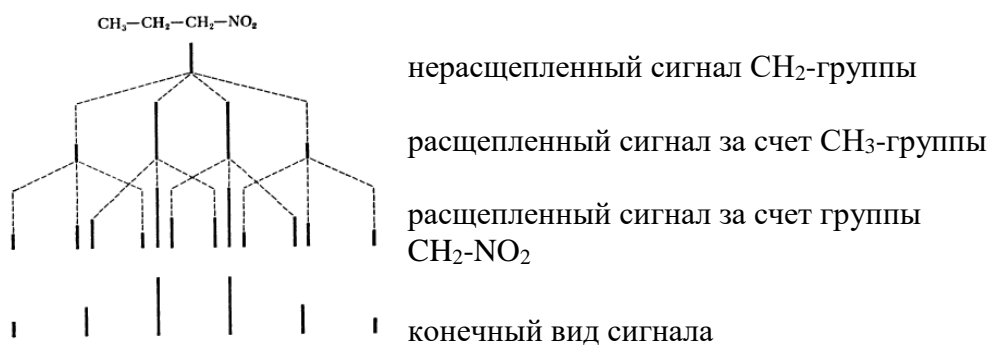 CH₃—CH₂—CH₂—NO₂
нерасщепленный сигнал CH₂-группы
расщепленный сигнал за счет CH₃-группы
расщепленный сигнал за счет группы
CH₂-NO₂
конечный вид сигнала